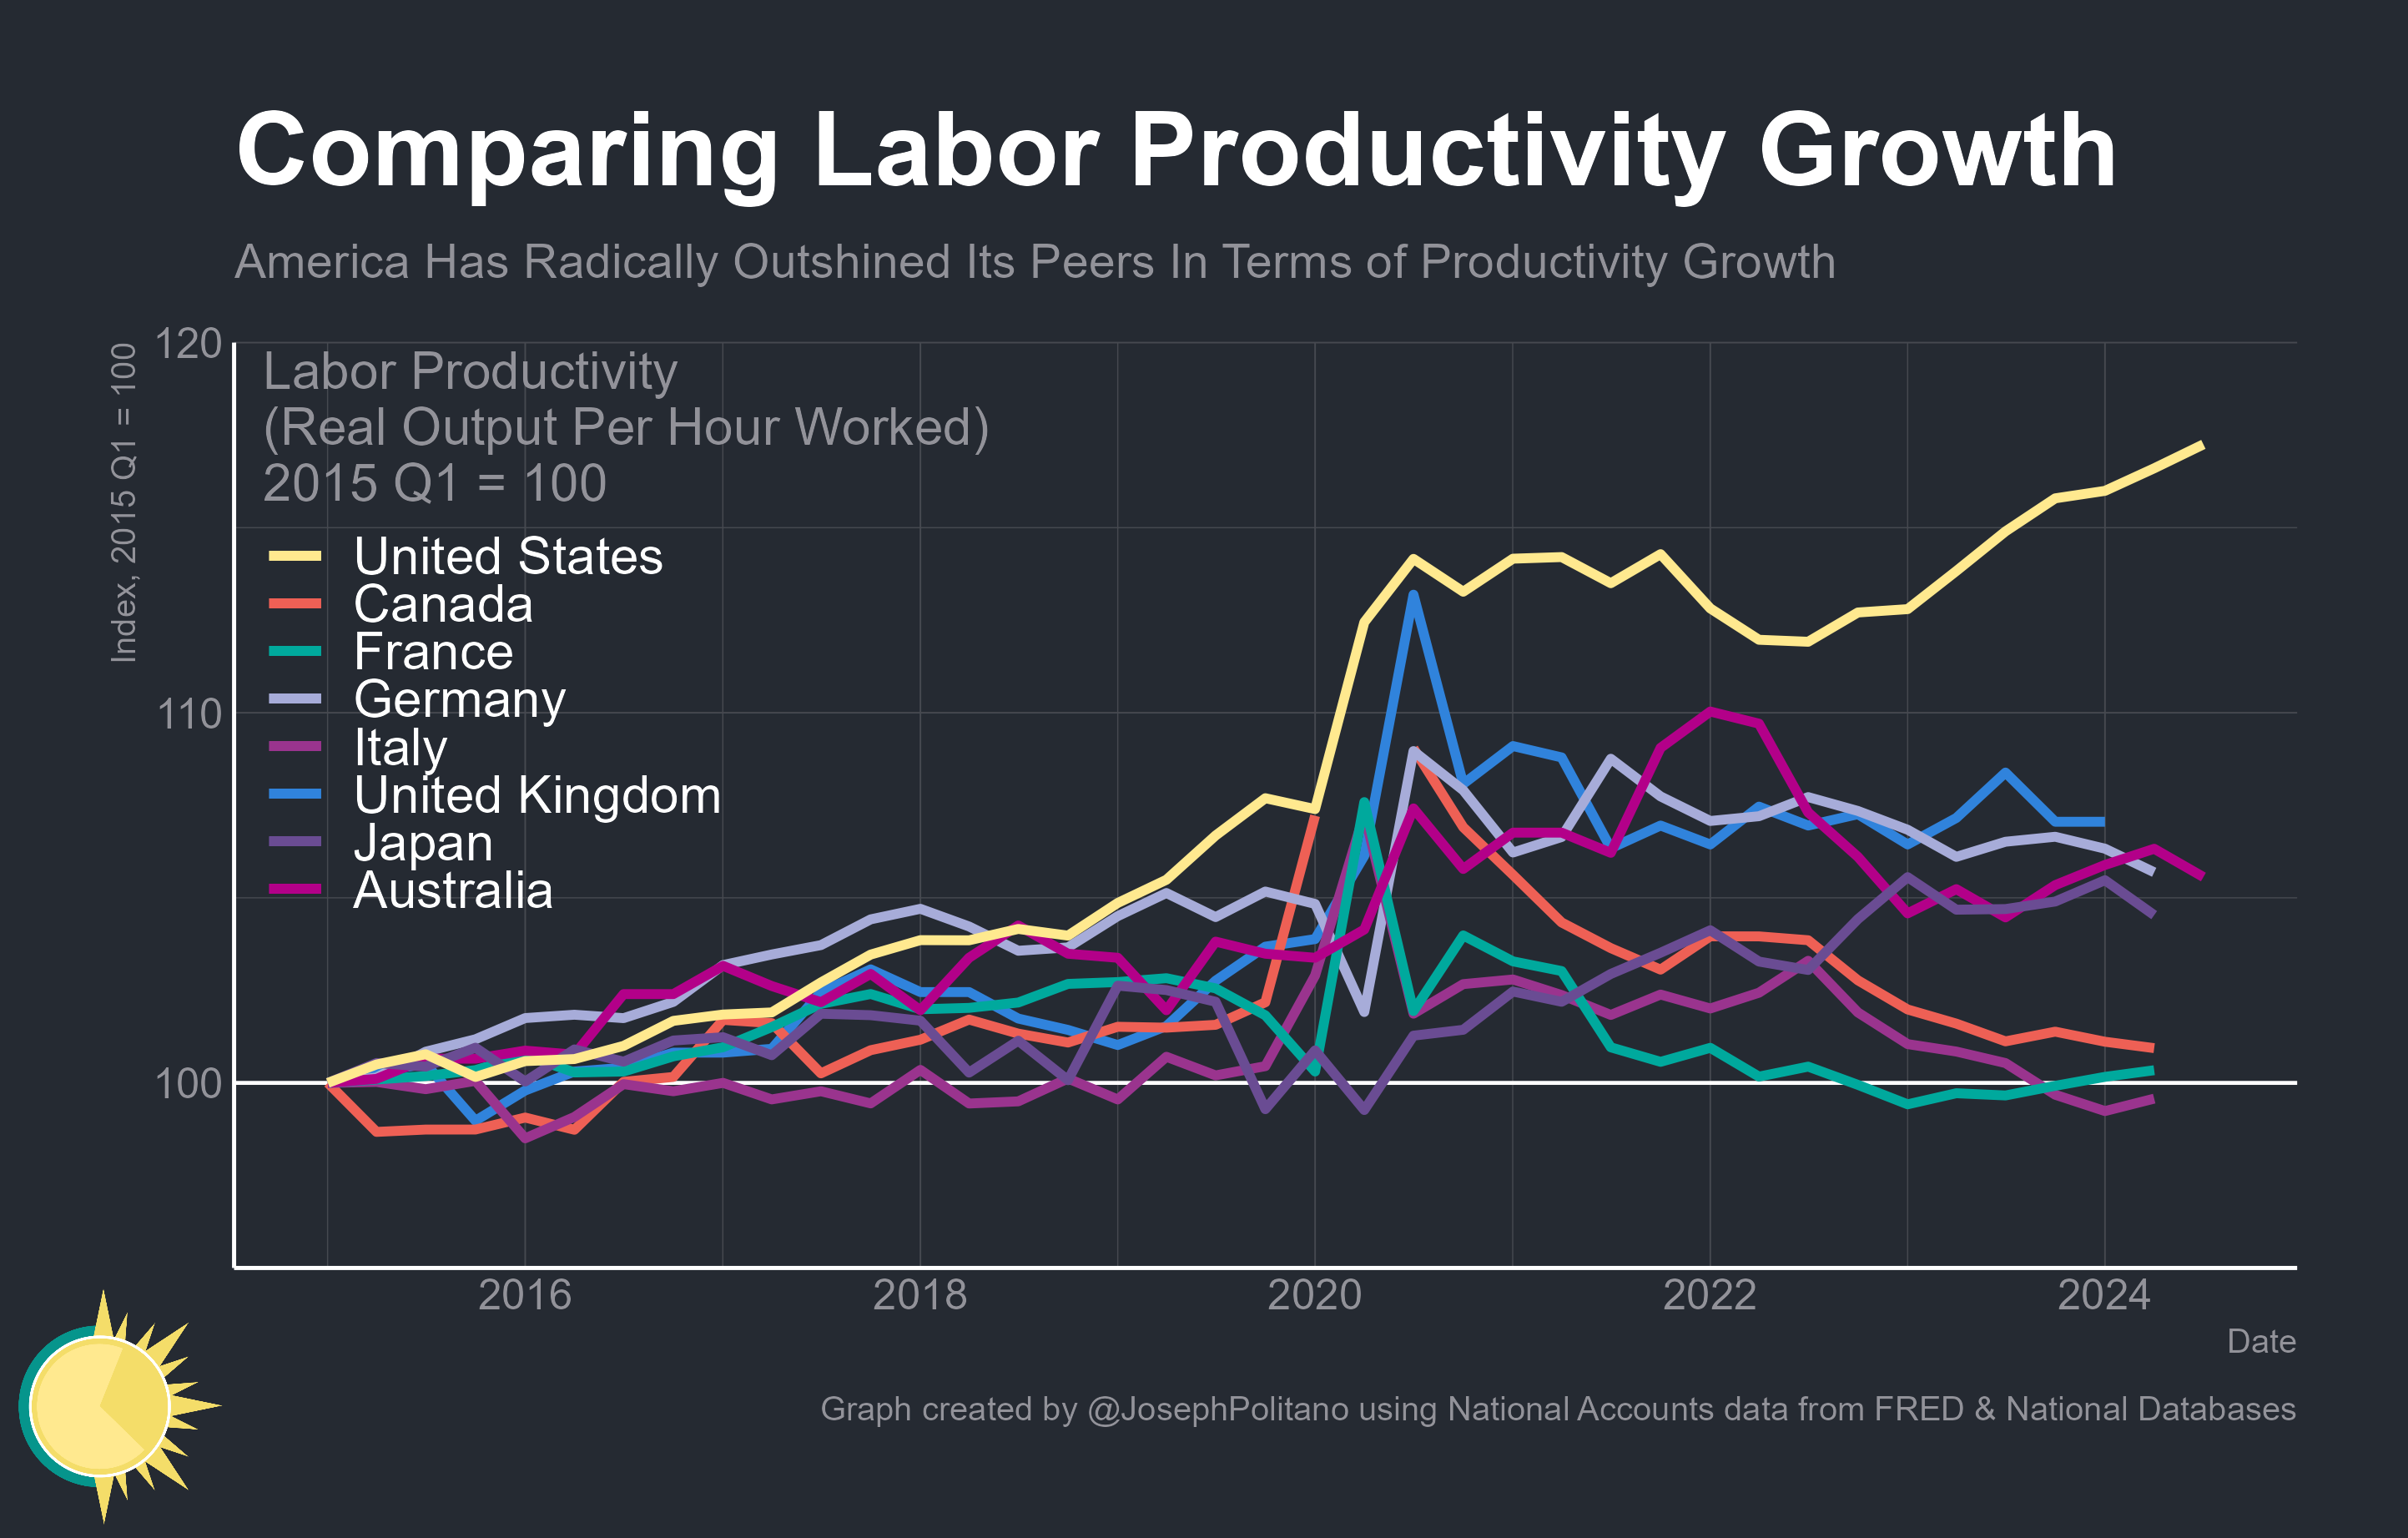 Comparing Labor Productivity Growth
America Has Radically Outshined Its Peers In Terms of Productivity Growth
Index, 2015 Q1 = 100
120
110
100
Labor Productivity
(Real Output Per Hour Worked)
2015 Q1 = 100
United States
Canada
France
Germany
Italy
United Kingdom
Japan
Australia
2016 2018 2020 2022 2024
Date
Graph created by @JosephPolitano using National Accounts data from FRED & National Databases